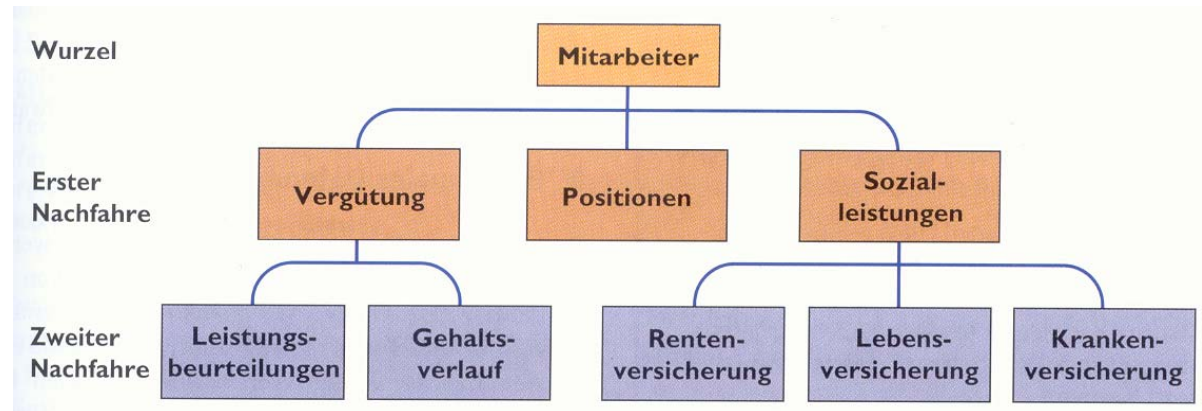 Wurzel
Mitarbeiter
Erster
Nachfahre
Vergütung
Positionen
Sozial-
leistungen
Zweiter
Nachfahre
Leistungs-
beurteilungen
Gehalts-
verlauf
Renten-
versicherung
Lebens-
versicherung
Kranken-
versicherung